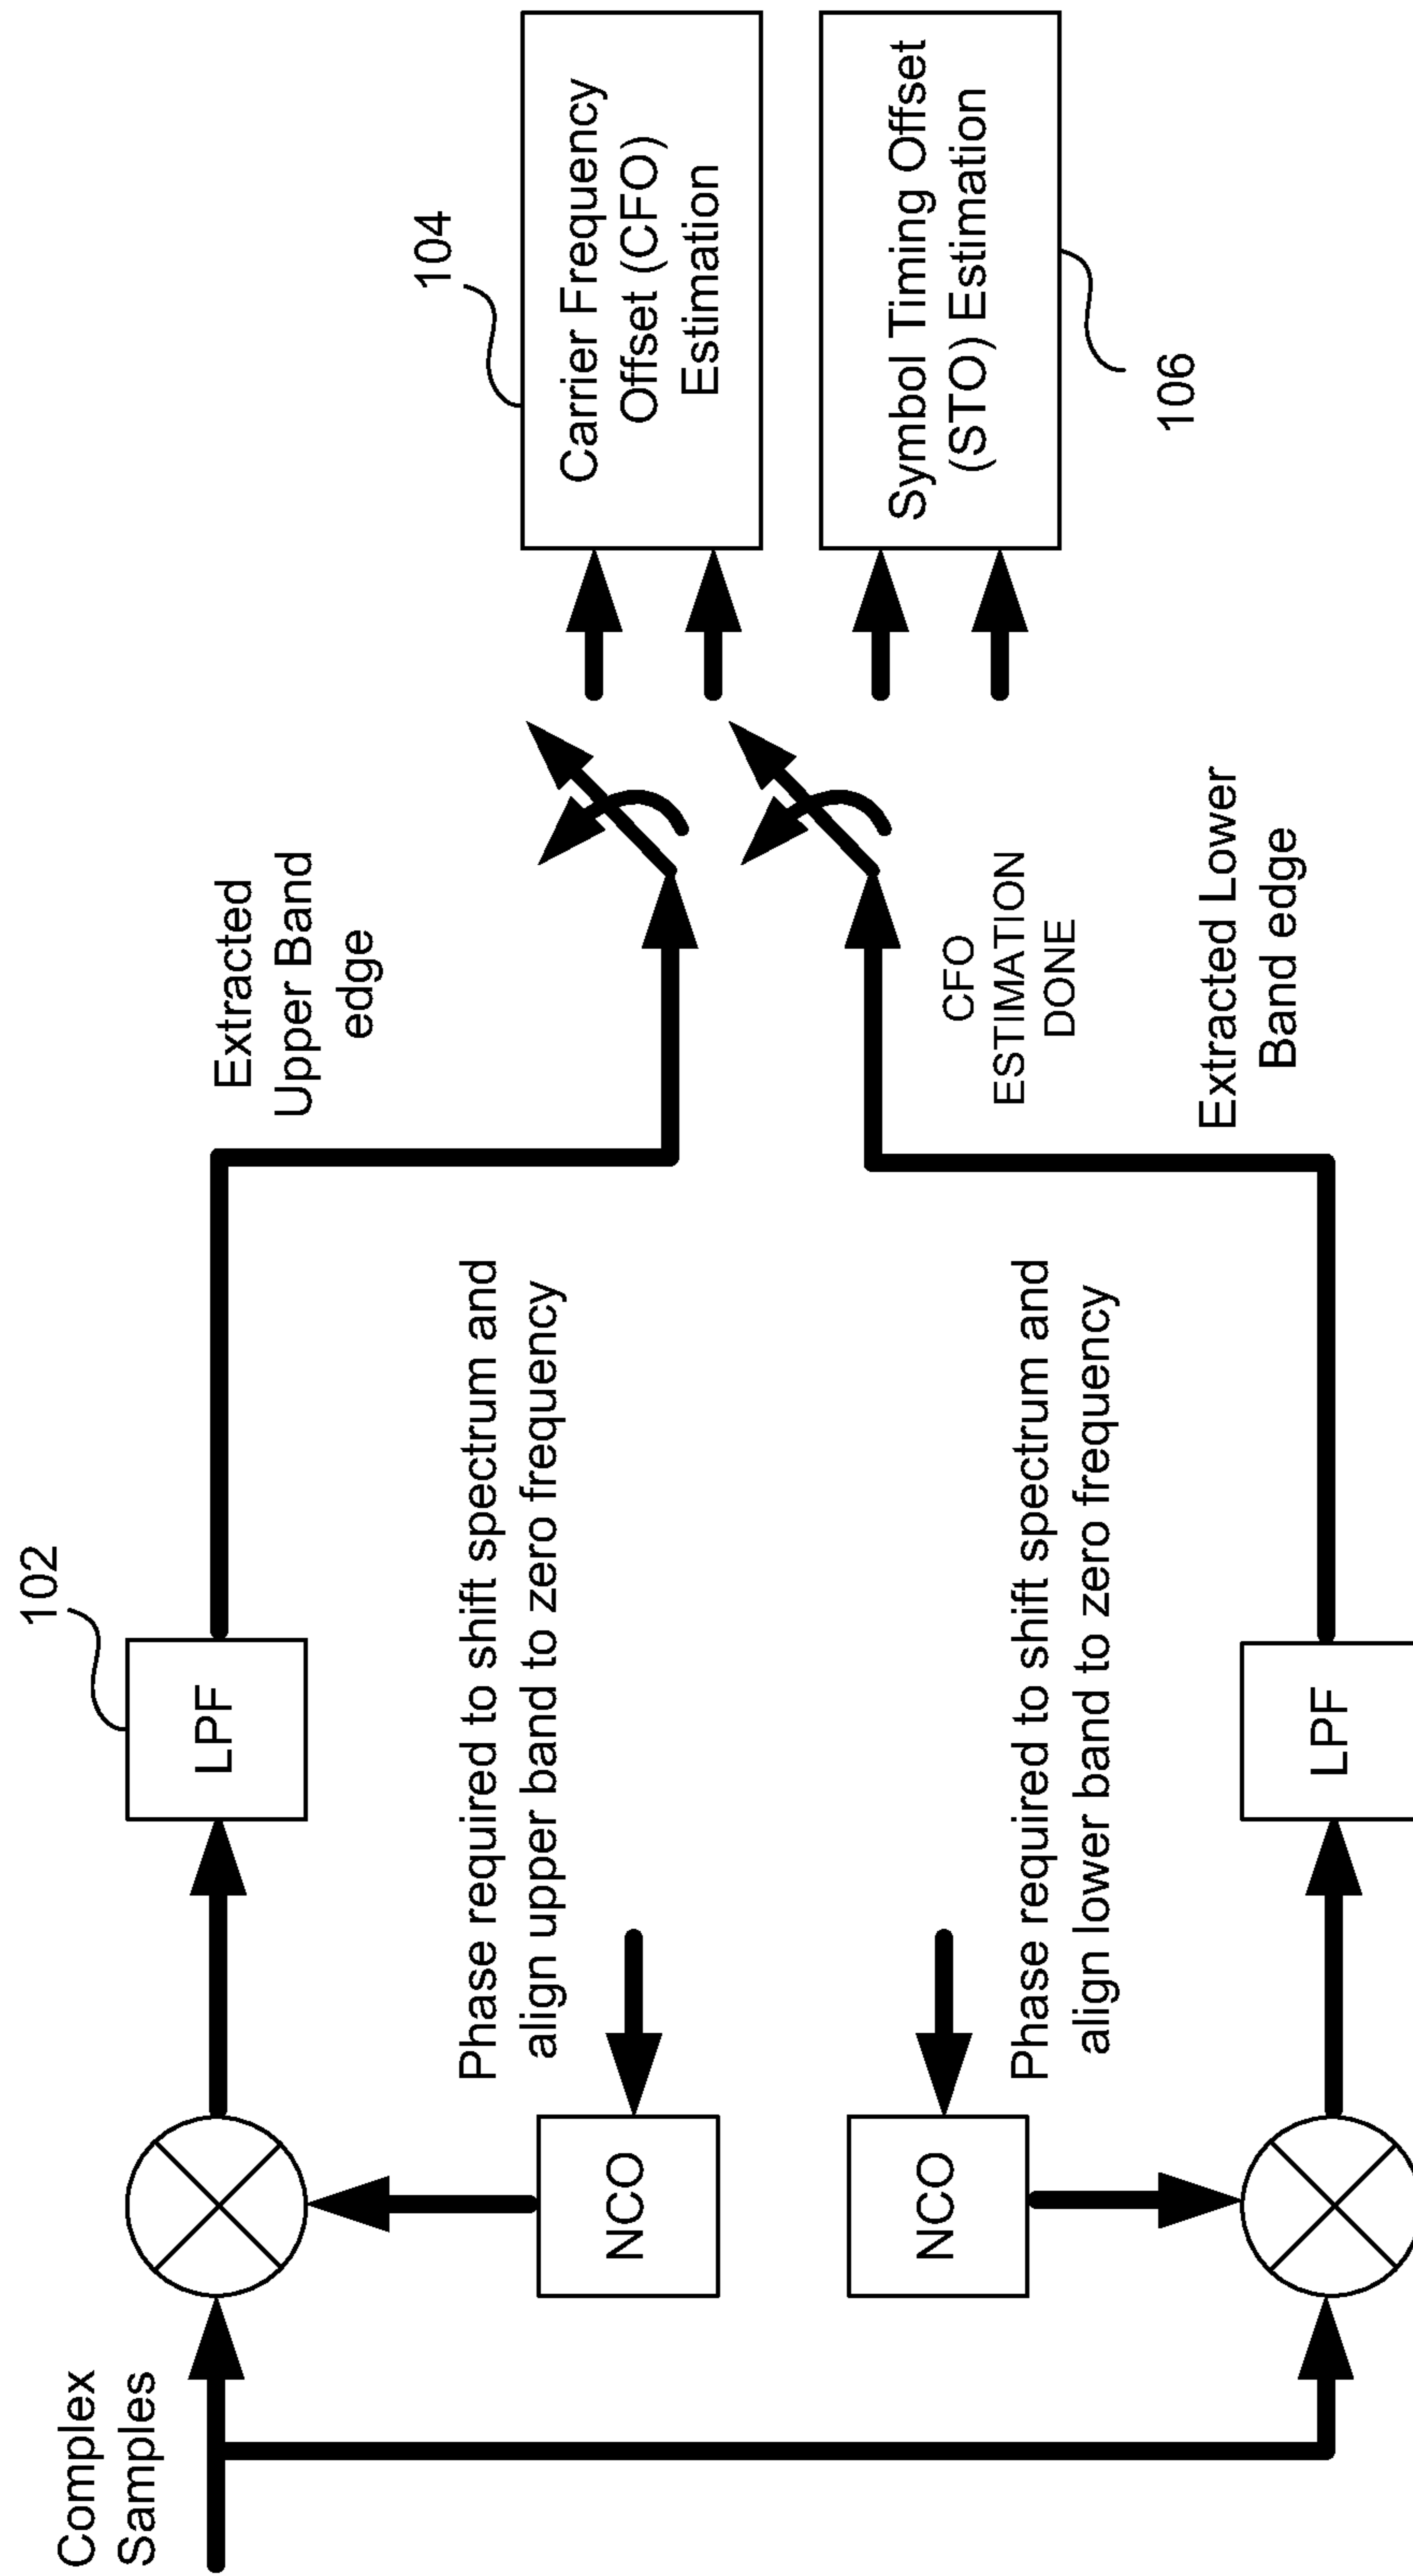 Complex
Samples
102
LPF
Extracted
Upper Band
edge
104
Carrier Frequency
Offset (CFO)
Estimation
Phase required to shift spectrum and
align upper band to zero frequency
NCO
NCO
Phase required to shift spectrum and
align lower band to zero frequency
CFO
ESTIMATION
DONE
Symbol Timing Offset
(STO) Estimation
106
Extracted Lower
Band edge
LPF